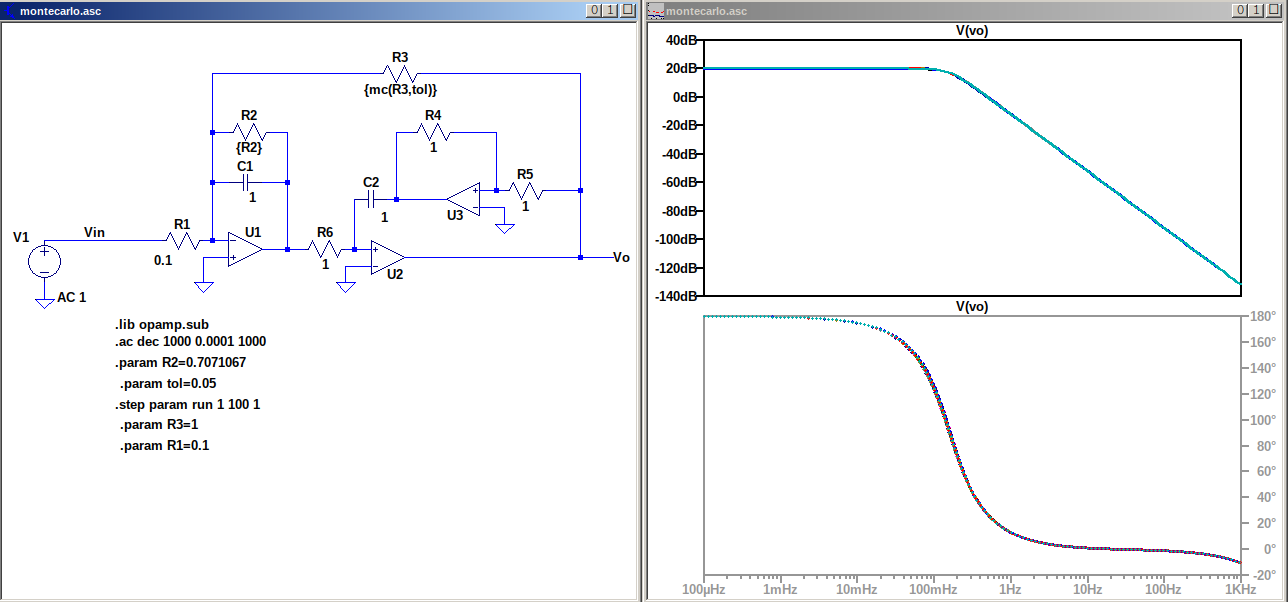 montecarlo.asc
0 1
R3
{mc(R3,tol)}
R2
{R2}
C1
1
R4
1
C2
1
U3
R5
1
V1
Vin
R1
0.1
U1
R6
1
U2
Vo
AC 1
.lib opamp.sub
.ac dec 1000 0.0001 1000
.param R2=0.7071067
.param tol=0.05
.step param run 1 100 1
.param R3=1
.param R1=0.1
montecarlo.asc
0 1
V(vo)
40dB
20dB
0dB
-20dB
-40dB
-60dB
-80dB
-100dB
-120dB
-140dB
V(vo)
180°
160°
140°
120°
100°
80°
60°
40°
20°
0°
-20°
100µHz 1mHz 10mHz 100mHz 1Hz 10Hz 100Hz 1KHz